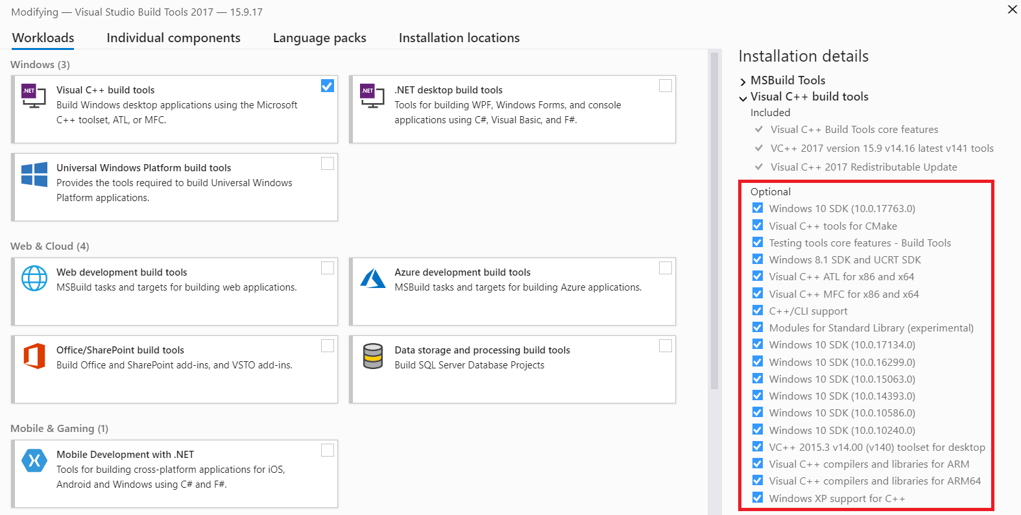 Modifying — Visual Studio Build Tools 2017 — 15.9.17
Workloads
Individual components
Language packs
Installation locations
Windows (3)
.NET
Visual C++ build tools
Build Windows desktop applications using the Microsoft
C++ toolset, ATL, or MFC.
.NET
.NET desktop build tools
Tools for building WPF, Windows Forms, and console
applications using C#, Visual Basic, and F#.
Universal Windows Platform build tools
Provides the tools required to build Universal Windows
Platform applications.
Web & Cloud (4)
Web development build tools
MSBuild tasks and targets for building web applications.
Azure development build tools
MSBuild tasks and targets for building Azure applications.
Office/SharePoint build tools
Build Office and SharePoint add-ins, and VSTO add-ins.
Data storage and processing build tools
Build SQL Server Database Projects
Mobile & Gaming (1)
Mobile Development with .NET
Tools for building cross-platform applications for iOS,
Android and Windows using C# and F#.
Installation details
MSBuild Tools
Visual C++ build tools
Included
Visual C++ Build Tools core features
VC++ 2017 version 15.9 v14.16 latest v141 tools
Visual C++ 2017 Redistributable Update
Optional
Windows 10 SDK (10.0.17763.0)
Visual C++ tools for CMake
Testing tools core features - Build Tools
Windows 8.1 SDK and UCRT SDK
Visual C++ ATL for x86 and x64
Visual C++ MFC for x86 and x64
C++/CLI support
Modules for Standard Library (experimental)
Windows 10 SDK (10.0.17134.0)
Windows 10 SDK (10.0.16299.0)
Windows 10 SDK (10.0.15063.0)
Windows 10 SDK (10.0.14393.0)
Windows 10 SDK (10.0.10586.0)
Windows 10 SDK (10.0.10240.0)
VC++ 2015.3 v14.00 (v140) toolset for desktop
Visual C++ compilers and libraries for ARM
Visual C++ compilers and libraries for ARM64
Windows XP support for C++